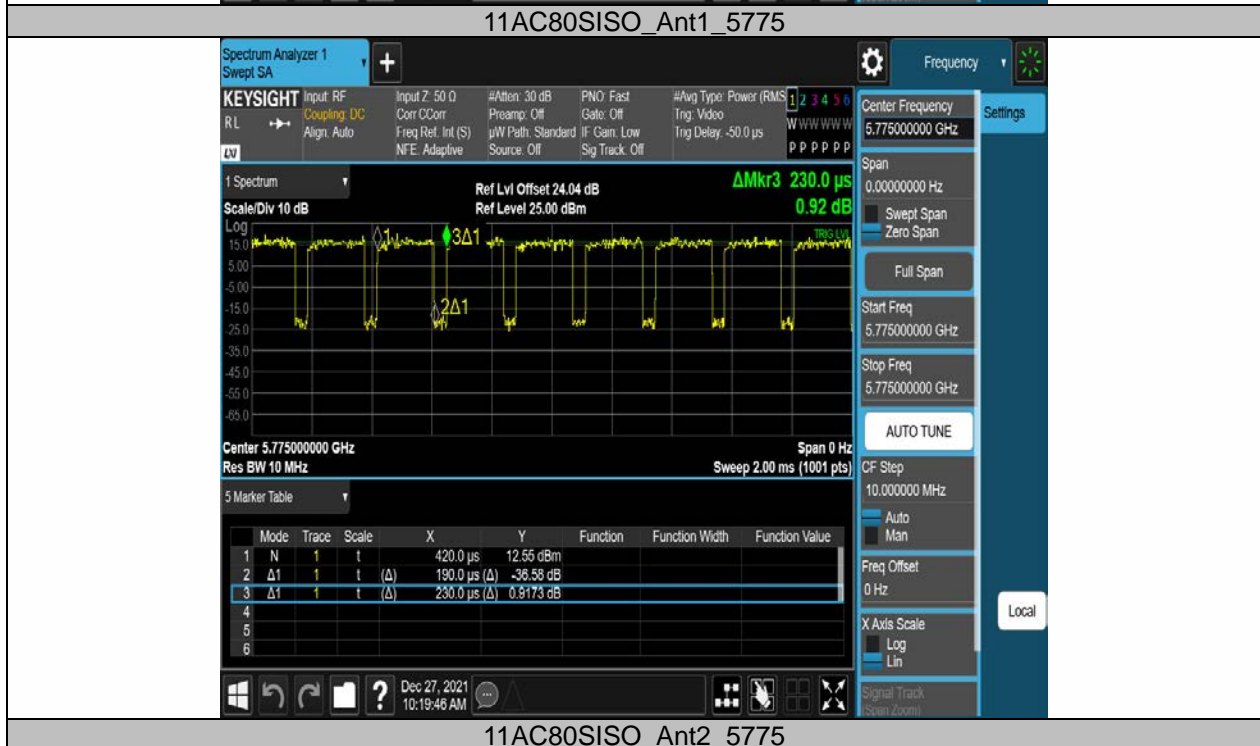 11AC80SISO_Ant1_5775
Spectrum Analyzer 1
Swept SA
+
Frequency
KEYSIGHT
RL
LXI
Input: RF
Coupling: DC
Align: Auto
Input Z: 50 Ω
Corr CCorr
Freq Ref: Int (S)
NFE: Adaptive
#Atten: 30 dB
Preamp: Off
µW Path: Standard
Source: Off
PNO: Fast
Gate: Off
IF Gain: Low
Sig Track: Off
#Avg Type: Power (RMS
Trig: Video
Trig Delay: -50.0 µs
1 2 3 4 5 6
W W W W W W
P P P P P P
1 Spectrum
Scale/Div 10 dB
Ref Lvl Offset 24.04 dB
Ref Level 25.00 dBm
ΔMkr3 230.0 µs
0.92 dB
Log
15.0
5.00
-5.00
-15.0
-25.0
-35.0
-45.0
-55.0
-65.0
1
3Δ1
2Δ1
TRIG LVL
Center 5.775000000 GHz
Res BW 10 MHz
Span 0 Hz
Sweep 2.00 ms (1001 pts)
5 Marker Table
Mode Trace Scale X Y Function Function Width Function Value
1 N 1 t 420.0 µs 12.55 dBm
2 Δ1 1 t (Δ) 190.0 µs (Δ) -36.58 dB
3 Δ1 1 t (Δ) 230.0 µs (Δ) 0.9173 dB
4
5
6
Dec 27, 2021
10:19:46 AM
?
Center Frequency
5.775000000 GHz
Settings
Span
0.00000000 Hz
Swept Span
Zero Span
Full Span
Start Freq
5.775000000 GHz
Stop Freq
5.775000000 GHz
AUTO TUNE
CF Step
10.000000 MHz
Auto
Man
Freq Offset
0 Hz
X Axis Scale
Log
Lin
Local
Signal Track
(Span Zoom)
11AC80SISO_Ant2_5775